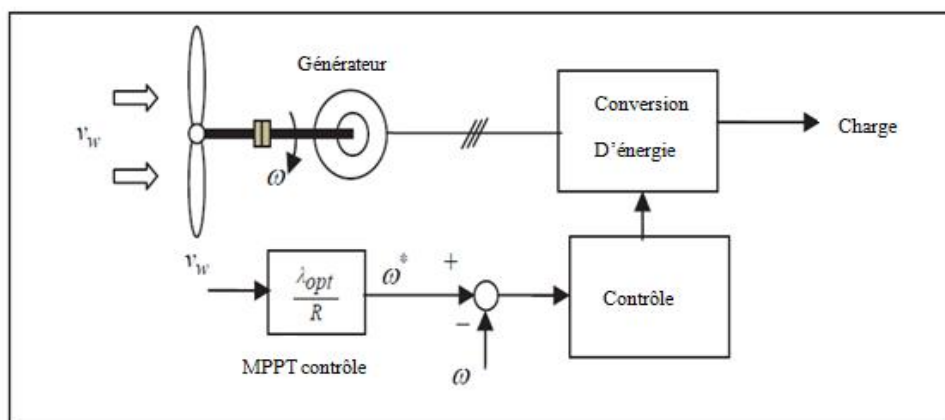 Générateur
Conversion
D'énergie
Charge
v_w
ω
v_w
λ_opt
R
ω*
+
−
ω
Contrôle
MPPT contrôle